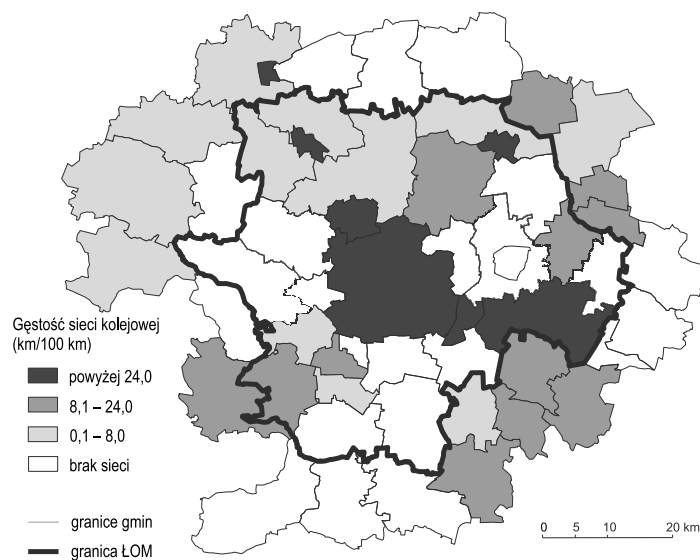 Gęstość sieci kolejowej
(km/100 km)
powyżej 24,0
8,1 – 24,0
0,1 – 8,0
brak sieci
granice gmin
granica ŁOM
0 5 10 20 km